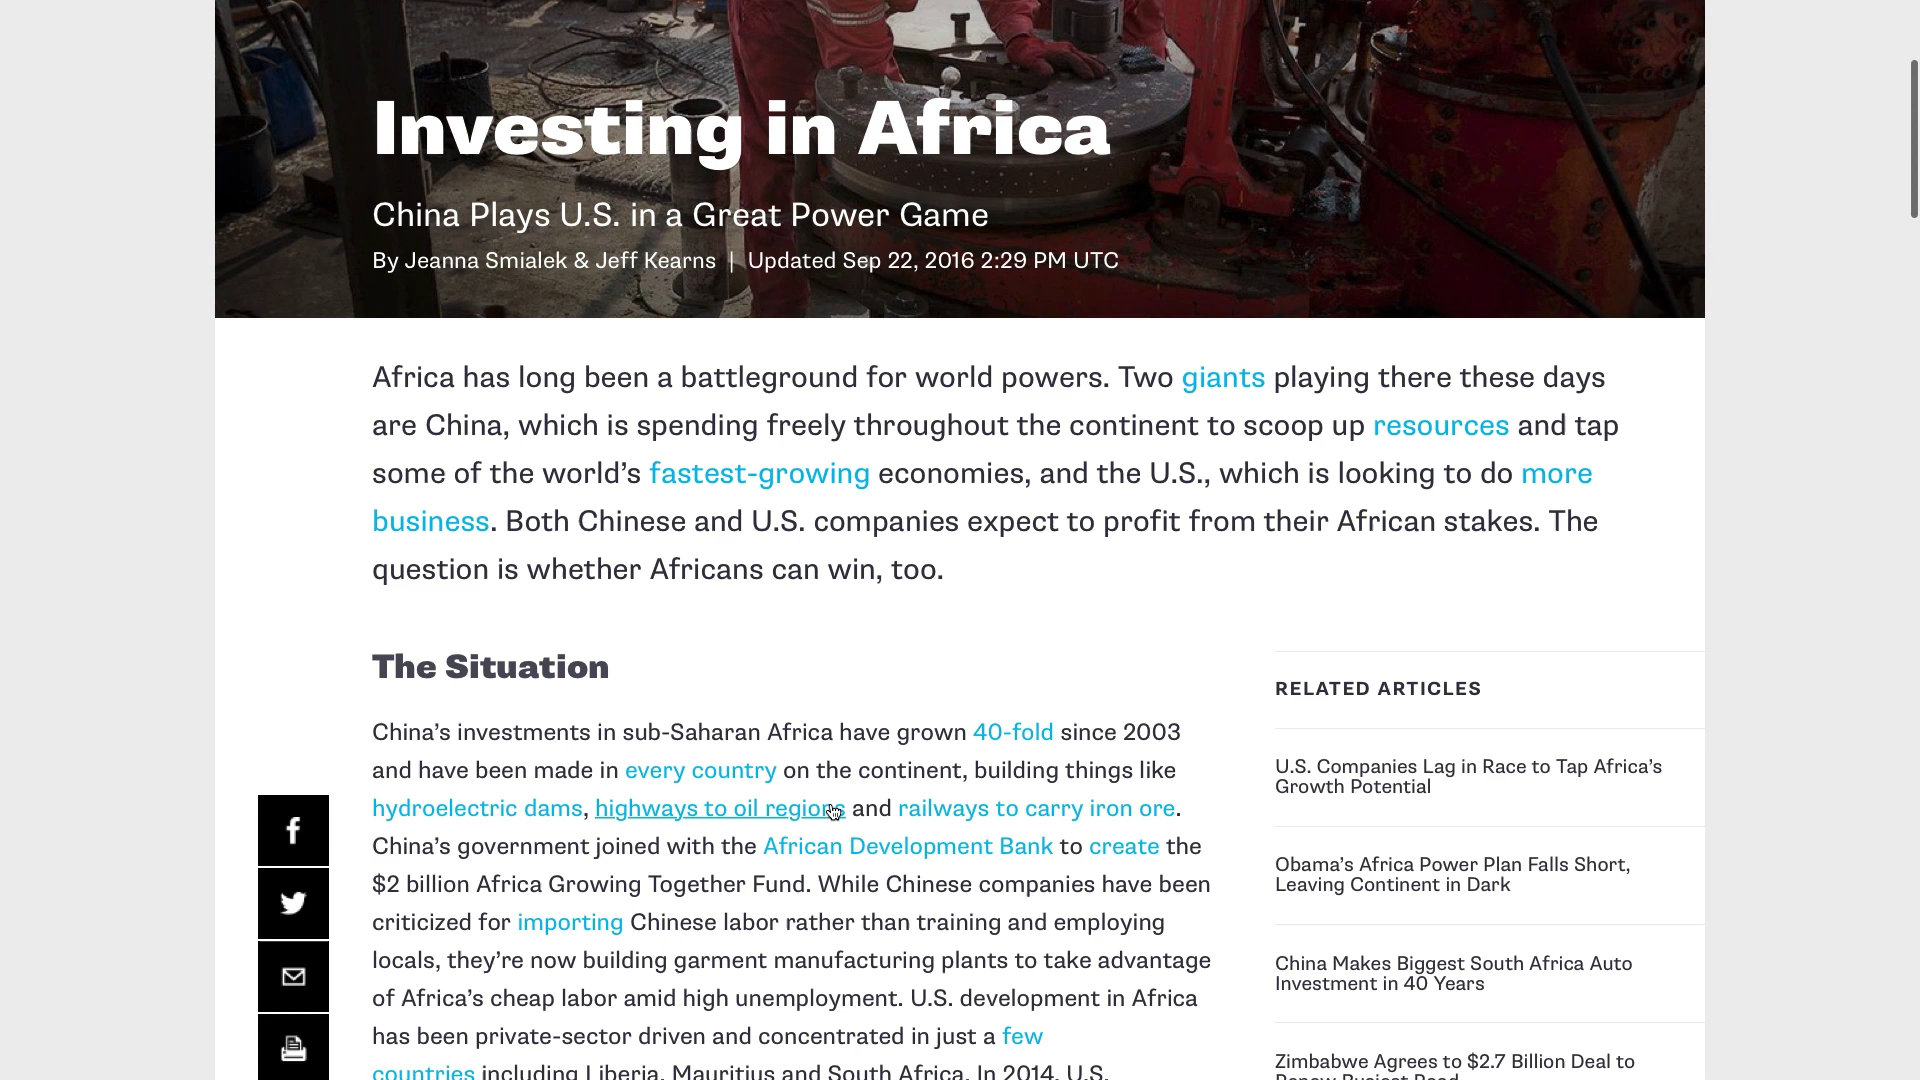 Investing in Africa
China Plays U.S. in a Great Power Game
By Jeanna Smialek & Jeff Kearns | Updated Sep 22, 2016 2:29 PM UTC
Africa has long been a battleground for world powers. Two giants playing there these days
are China, which is spending freely throughout the continent to scoop up resources and tap
some of the world’s fastest-growing economies, and the U.S., which is looking to do more
business. Both Chinese and U.S. companies expect to profit from their African stakes. The
question is whether Africans can win, too.
The Situation
China’s investments in sub-Saharan Africa have grown 40-fold since 2003
and have been made in every country on the continent, building things like
hydroelectric dams, highways to oil regions and railways to carry iron ore.
China’s government joined with the African Development Bank to create the
$2 billion Africa Growing Together Fund. While Chinese companies have been
criticized for importing Chinese labor rather than training and employing
locals, they’re now building garment manufacturing plants to take advantage
of Africa’s cheap labor amid high unemployment. U.S. development in Africa
has been private-sector driven and concentrated in just a few
countries including Liberia, Mauritius and South Africa. In 2014, U.S.
RELATED ARTICLES
U.S. Companies Lag in Race to Tap Africa’s
Growth Potential
Obama’s Africa Power Plan Falls Short,
Leaving Continent in Dark
China Makes Biggest South Africa Auto
Investment in 40 Years
Zimbabwe Agrees to $2.7 Billion Deal to